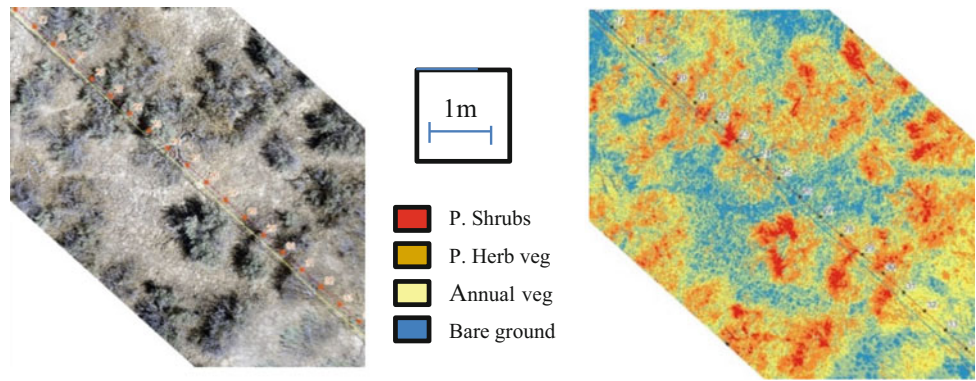 1m
P. Shrubs
P. Herb veg
Annual veg
Bare ground